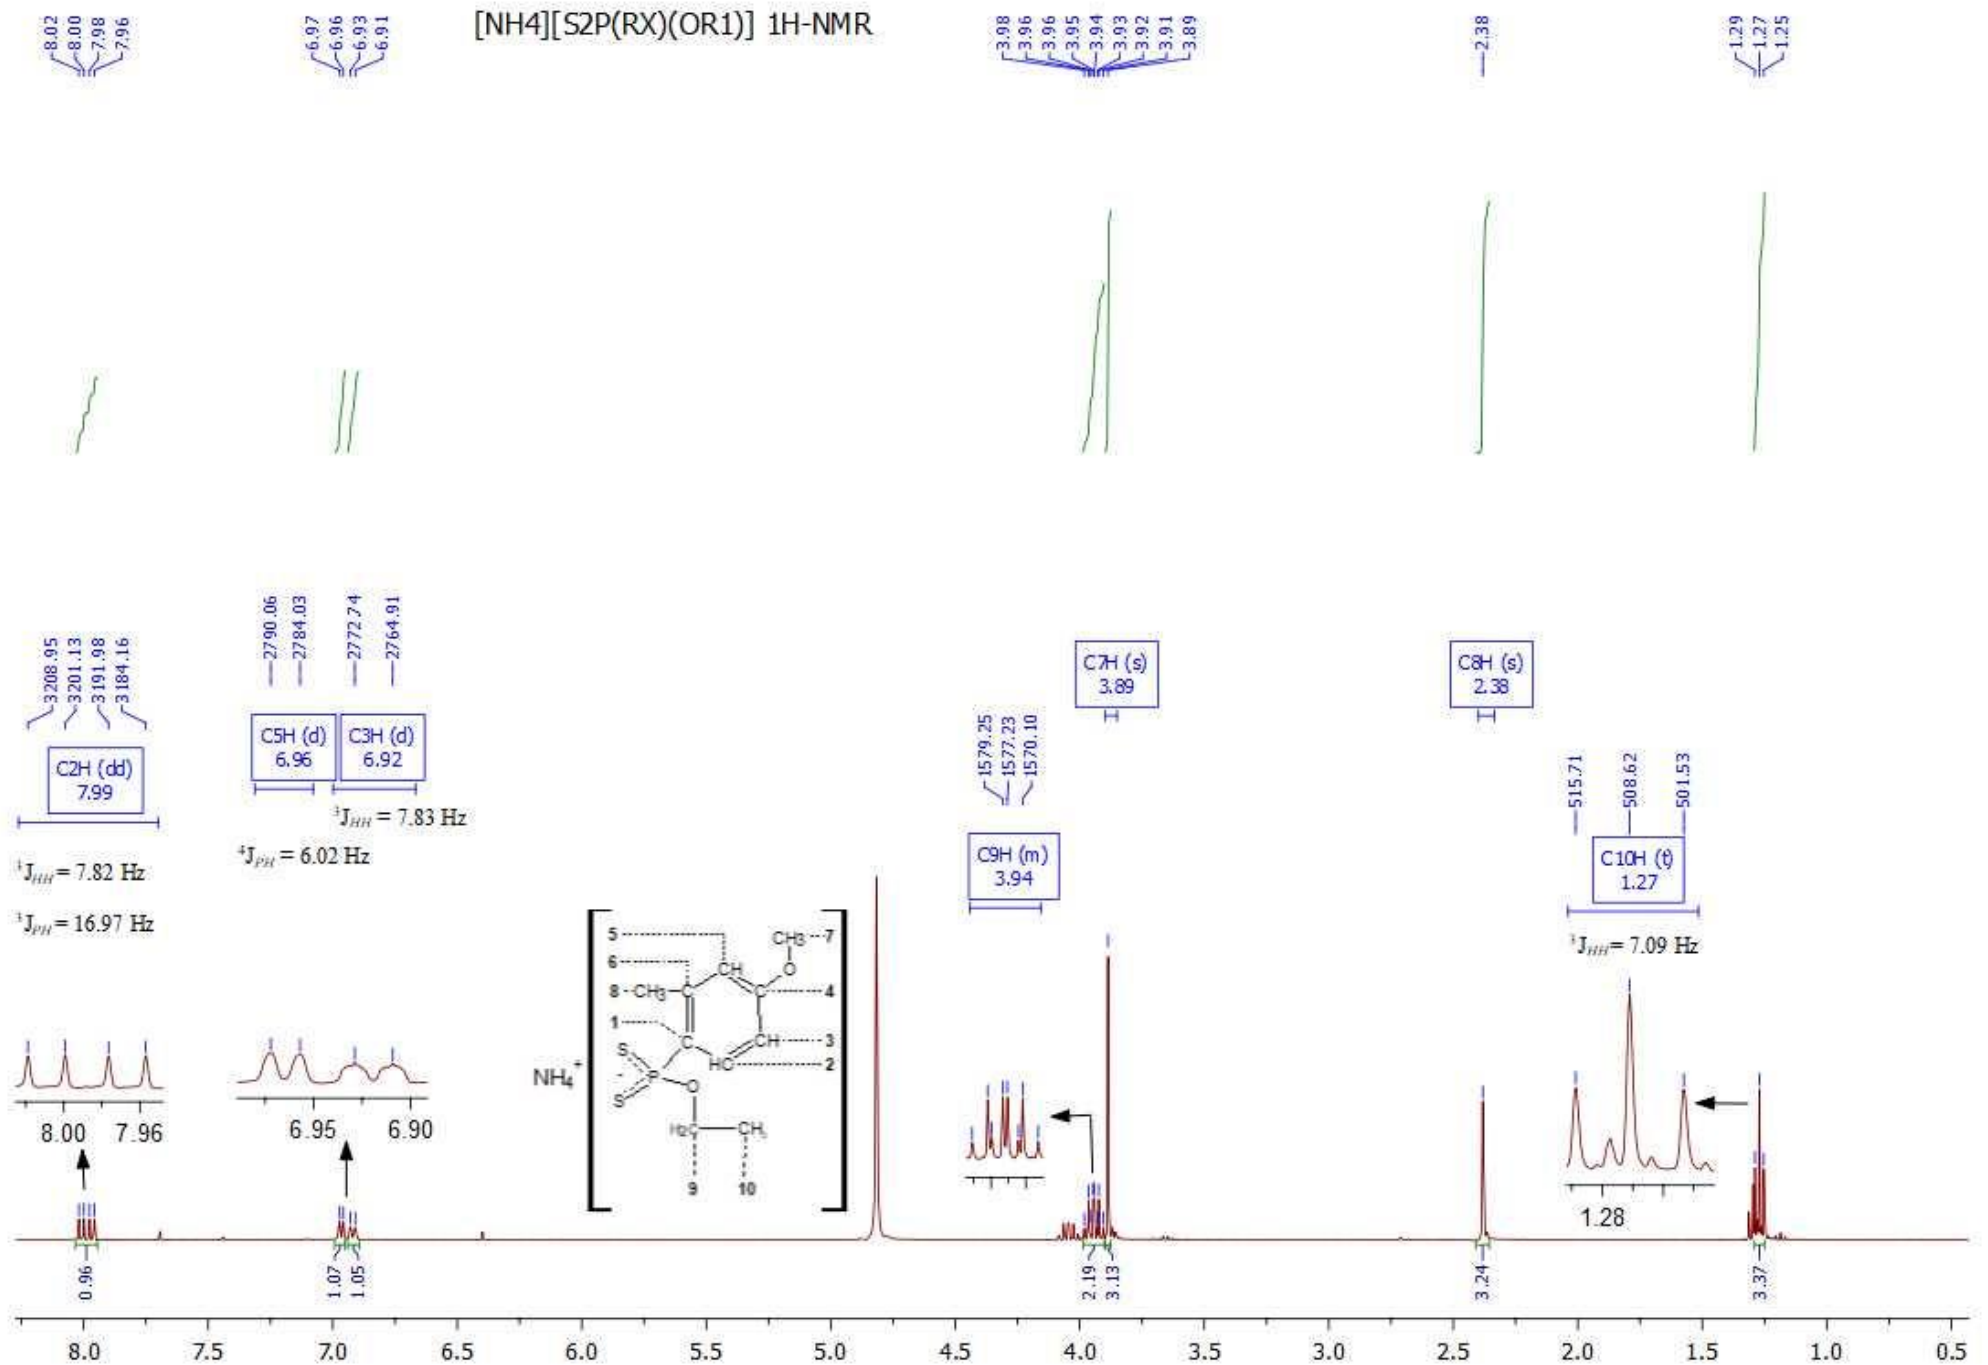 [NH4][S2P(RX)(OR1)] 1H-NMR
8.02
8.00
7.98
7.96
6.97
6.96
6.93
6.91
3.98
3.96
3.96
3.95
3.94
3.93
3.92
3.91
3.89
2.38
1.29
1.27
1.25
3208.95
3201.13
3191.98
3184.16
2790.06
2784.03
2772.74
2764.91
1579.25
1577.23
1570.10
515.71
508.62
501.53
C2H (dd)
7.99
C5H (d)
6.96
C3H (d)
6.92
C7H (s)
3.89
C8H (s)
2.38
C9H (m)
3.94
C10H (t)
1.27
³J_HH = 7.82 Hz
³J_PH = 16.97 Hz
³J_HH = 7.83 Hz
⁴J_PH = 6.02 Hz
³J_HH = 7.09 Hz
8.00 7.96
6.95 6.90
1.28
NH4+
5
6
8
1
CH3
7
O
CH
C
4
CH3
C
C
CH
3
HC
2
S
-
P
S
O
H2C
CH3
9
10
0.96
1.07
1.05
2.19
3.13
3.24
3.37
8.0 7.5 7.0 6.5 6.0 5.5 5.0 4.5 4.0 3.5 3.0 2.5 2.0 1.5 1.0 0.5